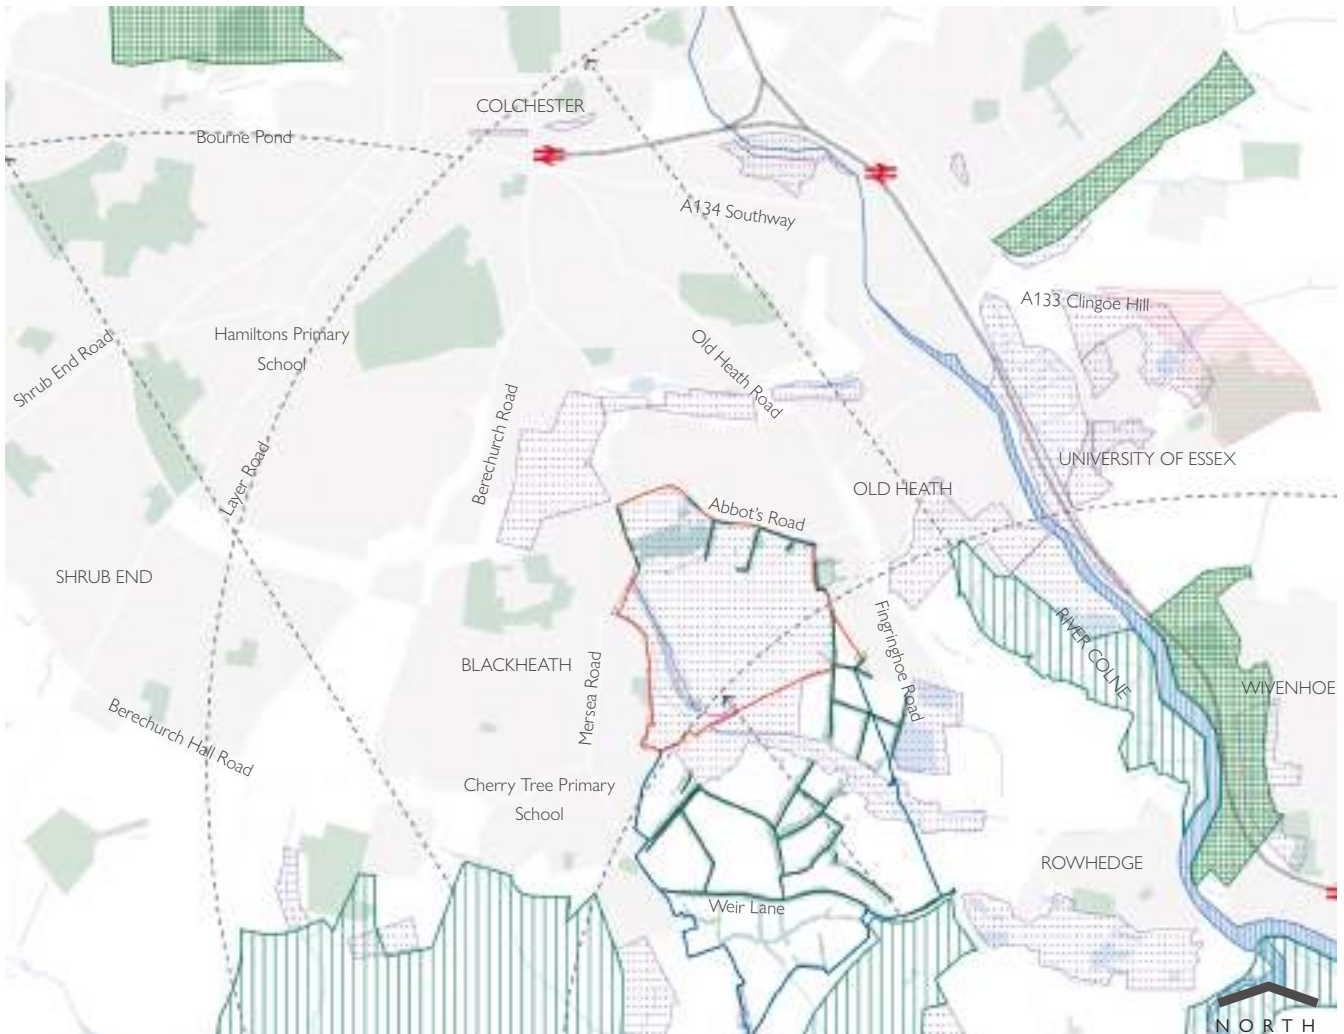 COLCHESTER
Bourne Pond
A134 Southway
A133 Clingoe Hill
Hamiltons Primary
School
Shrub End Road
Old Heath Road
Berechurch Road
Layer Road
UNIVERSITY OF ESSEX
OLD HEATH
Abbot's Road
SHRUB END
BLACKHEATH
Mersea Road
Fingringhoe Road
RIVER COLNE
WIVENHOE
Berechurch Hall Road
Cherry Tree Primary
School
ROWHEDGE
Weir Lane
NORTH